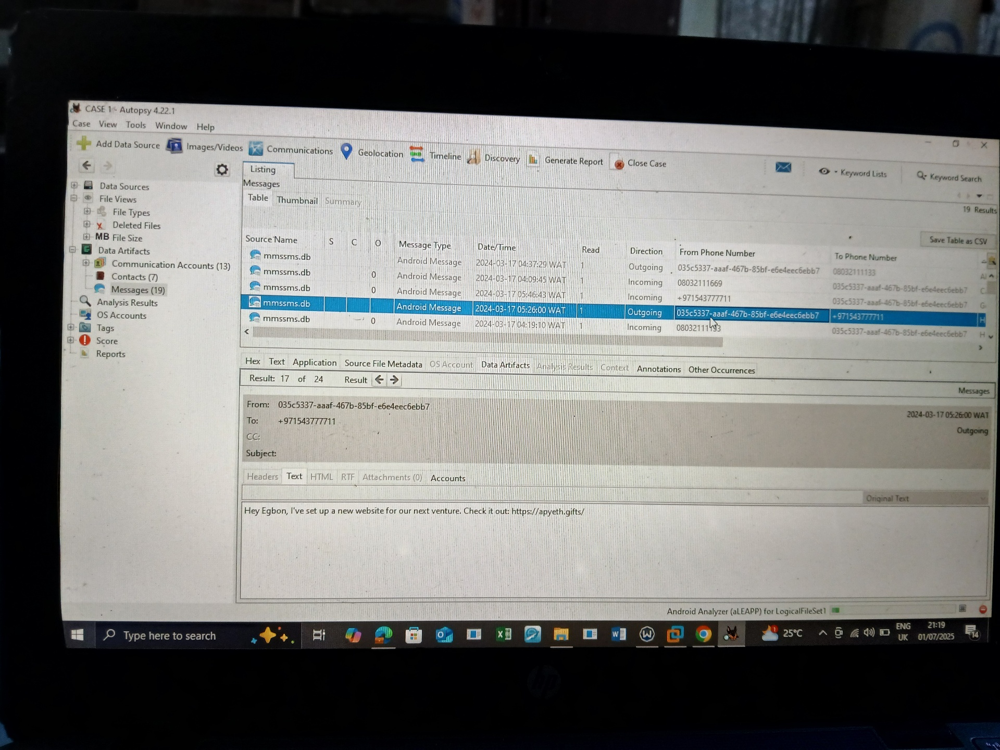 CASE 1 - Autopsy 4.22.1
Case View Tools Window Help
Add Data Source Images/Videos Communications Geolocation Timeline Discovery Generate Report Close Case
Keyword Lists Keyword Search
Listing
Messages
Table Thumbnail Summary
19 Results
Save Table as CSV
Data Sources
File Views
File Types
Deleted Files
MB File Size
Data Artifacts
Communication Accounts (13)
Contacts (7)
Messages (19)
Analysis Results
OS Accounts
Tags
Score
Reports
Source Name S C O Message Type Date/Time Read Direction From Phone Number To Phone Number
mmssms.db Android Message 2024-03-17 04:37:29 WAT 1 Outgoing 035c5337-aaaf-467b-85bf-e6e4eec6ebb7 08032111133 Al
mmssms.db 0 Android Message 2024-03-17 04:09:45 WAT 1 Incoming 08032111669 035c5337-aaaf-467b-85bf-e6e4eec6ebb7 C
mmssms.db 0 Android Message 2024-03-17 05:46:43 WAT 1 Incoming +971543777711 035c5337-aaaf-467b-85bf-e6e4eec6ebb7 G
mmssms.db Android Message 2024-03-17 05:26:00 WAT 1 Outgoing 035c5337-aaaf-467b-85bf-e6e4eec6ebb7 +971543777711 H
mmssms.db 0 Android Message 2024-03-17 04:19:10 WAT 1 Incoming 035c5337-aaaf-467b-85bf-e6e4eec6ebb7 H
Hex Text Application Source File Metadata OS Account Data Artifacts Analysis Results Context Annotations Other Occurrences
Result: 17 of 24 Result
Messages
From: 035c5337-aaaf-467b-85bf-e6e4eec6ebb7
2024-03-17 05:26:00 WAT
To: +971543777711
Outgoing
CC:
Subject:
Headers Text HTML RTF Attachments (0) Accounts
Original Text
Hey Egbon, I've set up a new website for our next venture. Check it out: https://apyeth.gifts/
Android Analyzer (aLEAPP) for LogicalFileSet1
Type here to search
25°C
ENG
UK
21:19
01/07/2025
14
hp